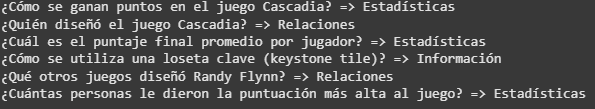 ¿Cómo se ganan puntos en el juego Cascadia? => Estadísticas
¿Quién diseñó el juego Cascadia? => Relaciones
¿Cuál es el puntaje final promedio por jugador? => Estadísticas
¿Cómo se utiliza una loseta clave (keystone tile)? => Información
¿Qué otros juegos diseñó Randy Flynn? => Relaciones
¿Cuántas personas le dieron la puntuación más alta al juego? => Estadísticas